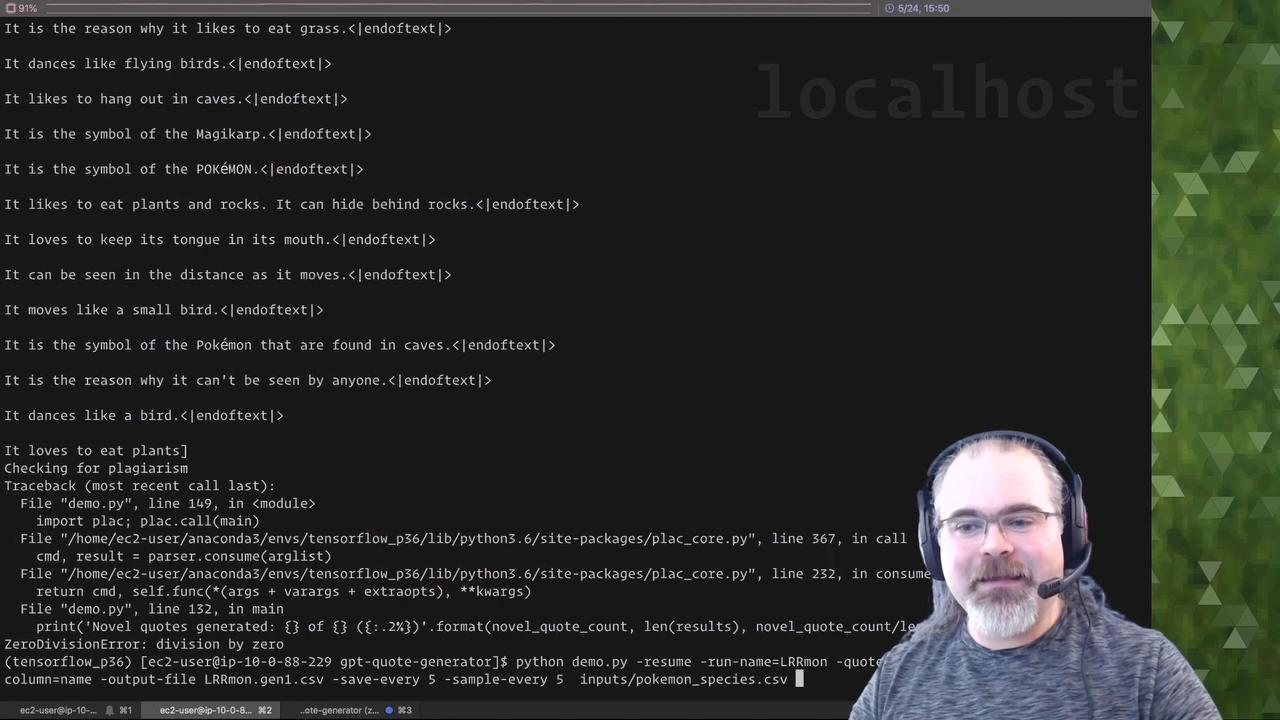 91%
5/24, 15:50
localhost
It is the reason why it likes to eat grass.<|endoftext|>
It dances like flying birds.<|endoftext|>
It likes to hang out in caves.<|endoftext|>
It is the symbol of the Magikarp.<|endoftext|>
It is the symbol of the POKéMON.<|endoftext|>
It likes to eat plants and rocks. It can hide behind rocks.<|endoftext|>
It loves to keep its tongue in its mouth.<|endoftext|>
It can be seen in the distance as it moves.<|endoftext|>
It moves like a small bird.<|endoftext|>
It is the symbol of the Pokémon that are found in caves.<|endoftext|>
It is the reason why it can't be seen by anyone.<|endoftext|>
It dances like a bird.<|endoftext|>
It loves to eat plants]
Checking for plagiarism
Traceback (most recent call last):
File "demo.py", line 149, in <module>
import plac; plac.call(main)
File "/home/ec2-user/anaconda3/envs/tensorflow_p36/lib/python3.6/site-packages/plac_core.py", line 367, in call
cmd, result = parser.consume(arglist)
File "/home/ec2-user/anaconda3/envs/tensorflow_p36/lib/python3.6/site-packages/plac_core.py", line 232, in consume
return cmd, self.func(*(args + varargs + extraopts), **kwargs)
File "demo.py", line 132, in main
print('Novel quotes generated: {} of {} ({:.2%})'.format(novel_quote_count, len(results), novel_quote_count/le
ZeroDivisionError: division by zero
(tensorflow_p36) [ec2-user@ip-10-0-88-229 gpt-quote-generator]$ python demo.py -resume -run-name=LRRmon -quote
column=name -output-file LRRmon.gen1.csv -save-every 5 -sample-every 5  inputs/pokemon_species.csv
ec2-user@ip-10-... ⌘1 ec2-user@ip-10-0-8... ⌘2 ..ote-generator (z... ⌘3